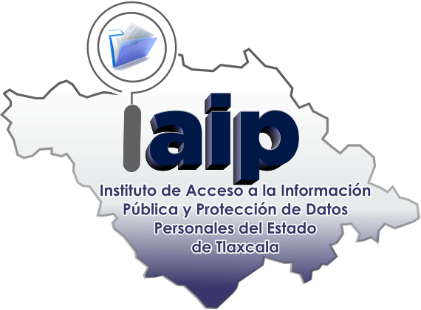 iaip
Instituto de Acceso a la Información
Pública y Protección de Datos
Personales del Estado
de Tlaxcala